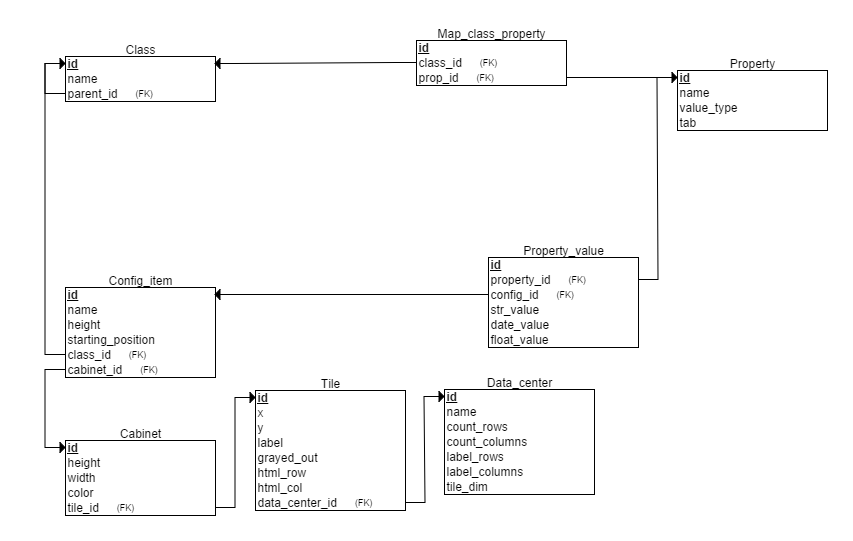 Class
id
name
parent_id (FK)
Map_class_property
id
class_id (FK)
prop_id (FK)
Property
id
name
value_type
tab
Property_value
id
property_id (FK)
config_id (FK)
str_value
date_value
float_value
Config_item
id
name
height
starting_position
class_id (FK)
cabinet_id (FK)
Cabinet
id
height
width
color
tile_id (FK)
Tile
id
x
y
label
grayed_out
html_row
html_col
data_center_id (FK)
Data_center
id
name
count_rows
count_columns
label_rows
label_columns
tile_dim